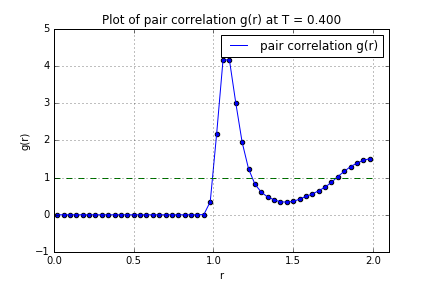 Plot of pair correlation g(r) at T = 0.400
5
4
3
2
1
0
−1
g(r)
pair correlation g(r)
0.0 0.5 1.0 1.5 2.0
r